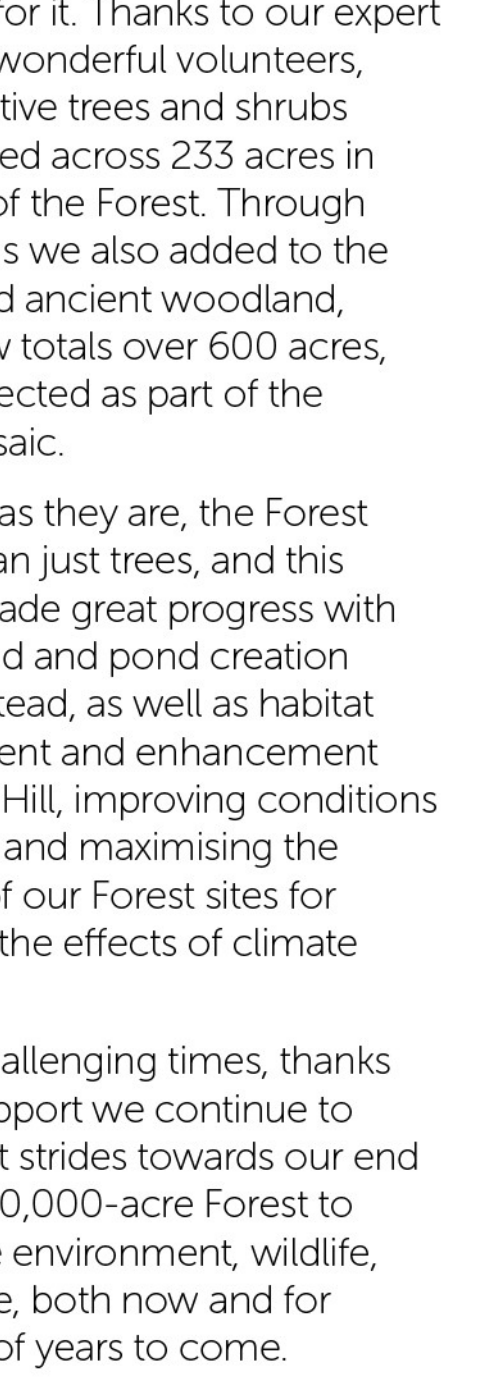 for it. Thanks to our expert
wonderful volunteers,
tive trees and shrubs
ed across 233 acres in
of the Forest. Through
s we also added to the
d ancient woodland,
totals over 600 acres,
ected as part of the
saic.
as they are, the Forest
an just trees, and this
ade great progress with
d and pond creation
tead, as well as habitat
ent and enhancement
Hill, improving conditions
and maximising the
f our Forest sites for
the effects of climate
allenging times, thanks
pport we continue to
t strides towards our end
0,000-acre Forest to
environment, wildlife,
e, both now and for
of years to come.